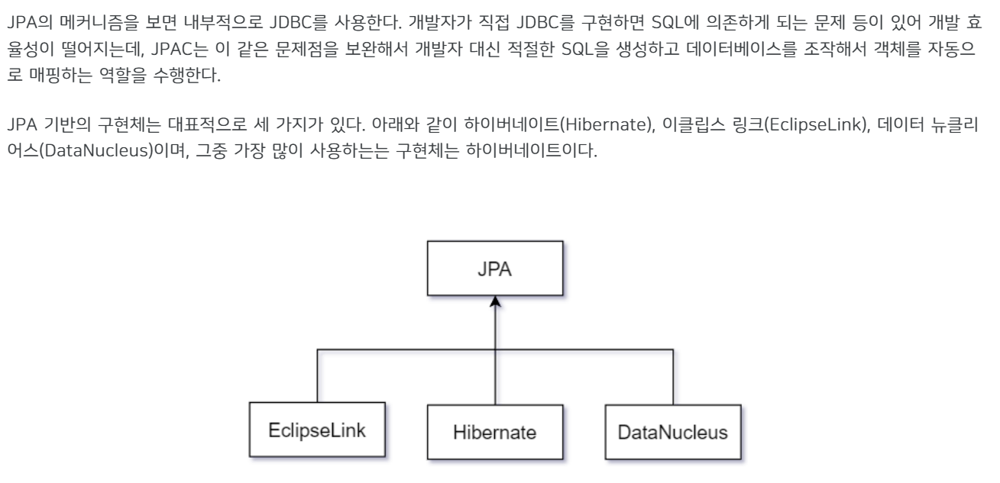 JPA의 메커니즘을 보면 내부적으로 JDBC를 사용한다. 개발자가 직접 JDBC를 구현하면 SQL에 의존하게 되는 문제 등이 있어 개발 효
율성이 떨어지는데, JPAC는 이 같은 문제점을 보완해서 개발자 대신 적절한 SQL을 생성하고 데이터베이스를 조작해서 객체를 자동으
로 매핑하는 역할을 수행한다.
JPA 기반의 구현체는 대표적으로 세 가지가 있다. 아래와 같이 하이버네이트(Hibernate), 이클립스 링크(EclipseLink), 데이터 뉴클리
어스(DataNucleus)이며, 그중 가장 많이 사용하는는 구현체는 하이버네이트이다.
JPA
EclipseLink
Hibernate
DataNucleus